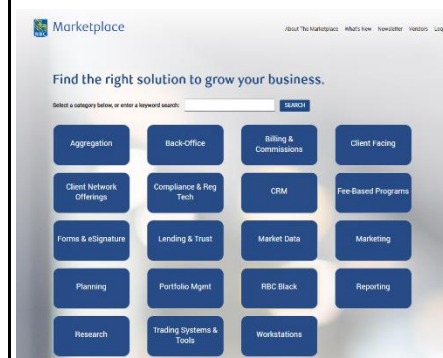 RBC
Marketplace
About The Marketplace What's New Newsletter Vendors Log
Find the right solution to grow your business.
Select a category below, or enter a keyword search:
SEARCH
Aggregation
Back-Office
Billing &
Commissions
Client Facing
Client Network
Offerings
Compliance & Reg
Tech
CRM
Fee-Based Programs
Forms & eSignature
Lending & Trust
Market Data
Marketing
Planning
Portfolio Mgmt
RBC Black
Reporting
Research
Trading Systems &
Tools
Workstations